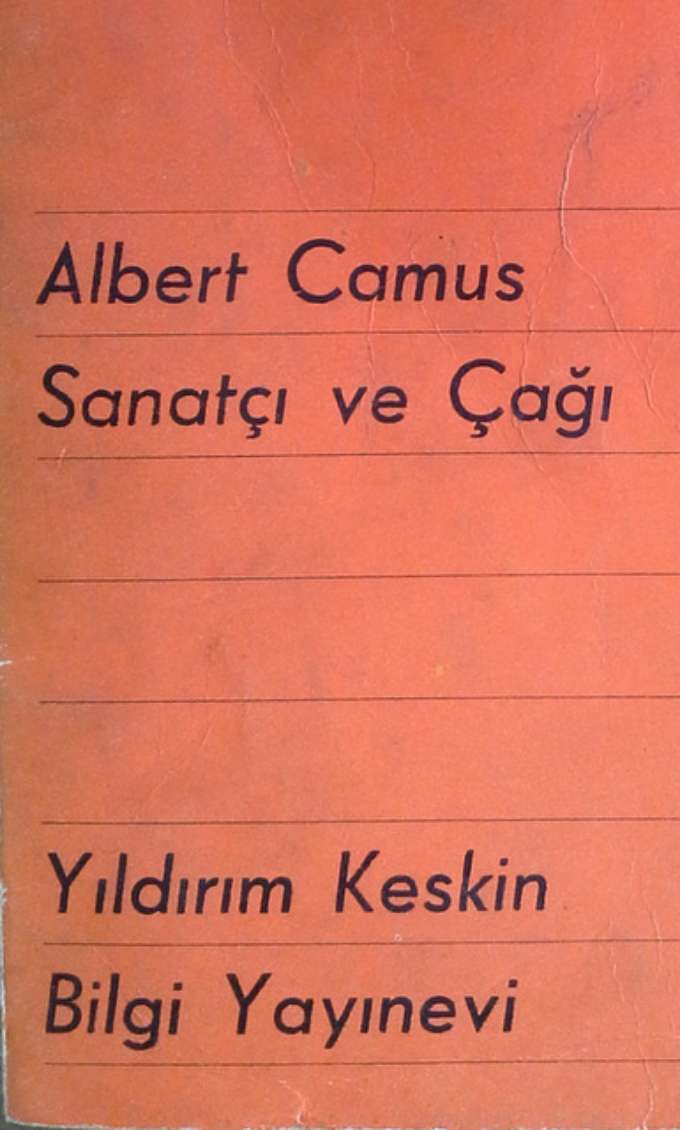 Albert Camus
Sanatçı ve Çağı
Yıldırım Keskin
Bilgi Yayınevi